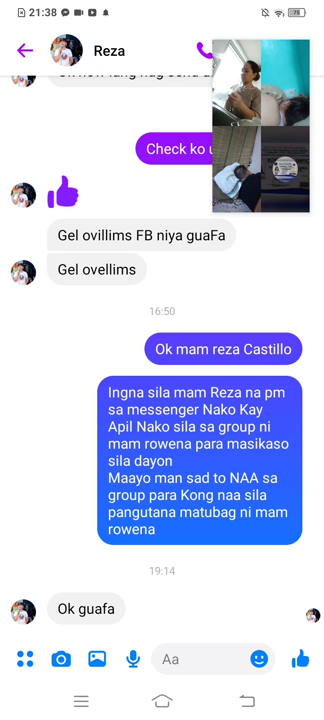 21:38
78
Reza
Check ko
Gel ovillims FB niya guaFa
Gel ovellims
16:50
Ok mam reza Castillo
Ingna sila mam Reza na pm
sa messenger Nako Kay
Apil Nako sila sa group ni
mam rowena para masikaso
sila dayon
Maayo man sad to NAA sa
group para Kong naa sila
pangutana matubag ni mam
rowena
19:14
Ok guafa
Aa